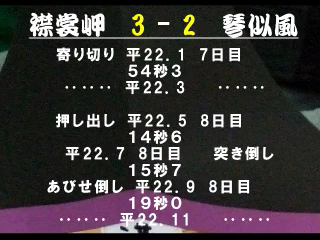 襟裳岬 3-2 琴似風
寄り切り 平22.1 7日目
54秒3
‥‥‥ 平22.3 ‥‥‥
押し出し 平22.5 8日目
14秒6
平22.7 8日目 突き倒し
15秒7
あびせ倒し 平22.9 8日目
19秒0
‥‥‥ 平22.11 ‥‥‥